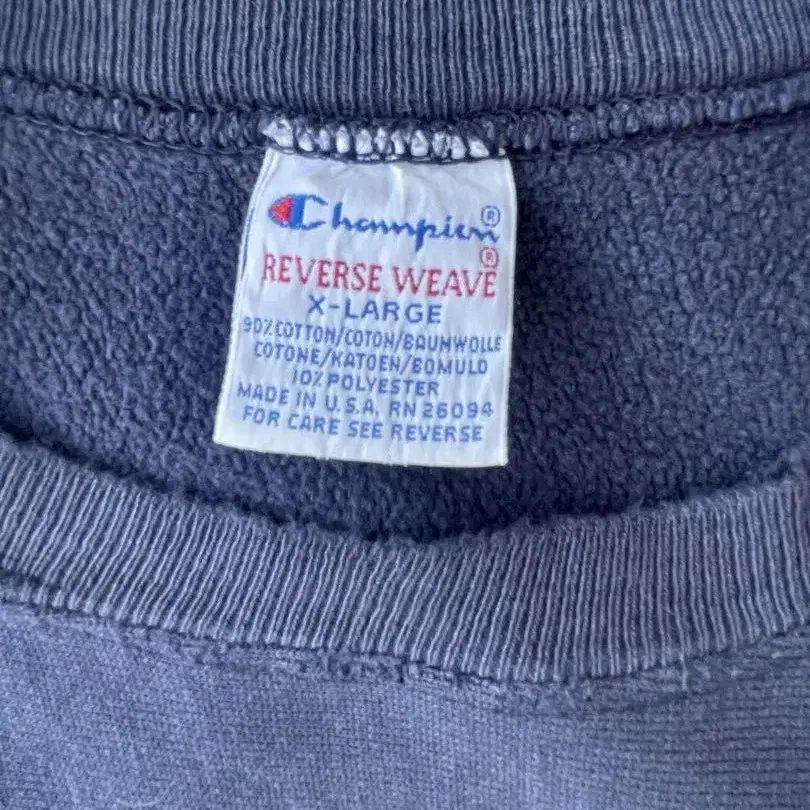 Champion®
REVERSE WEAVE®
X-LARGE
90% COTTON/COTON/BAUMWOLLE
COTONE/KATOEN/BOMULD
10% POLYESTER
MADE IN U.S.A. RN 26094
FOR CARE SEE REVERSE